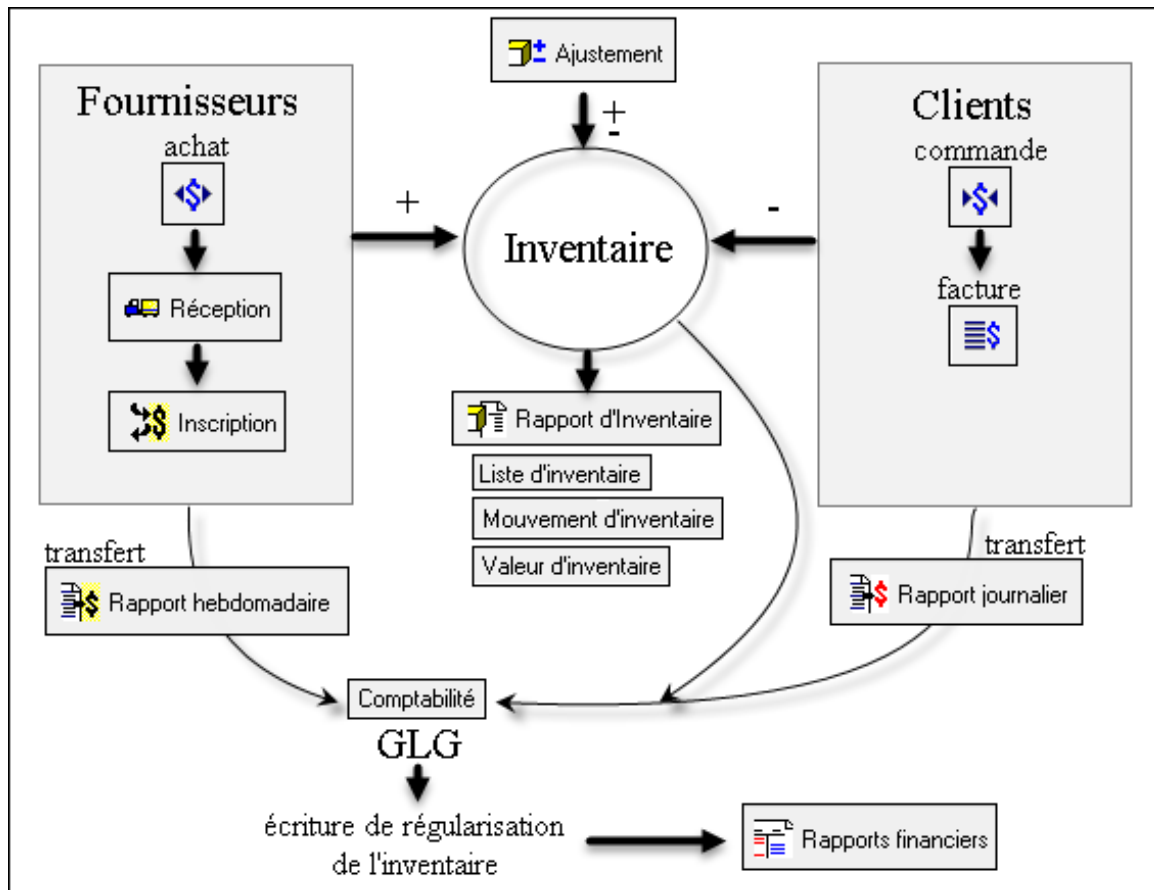 Ajustement
+
-
Fournisseurs
achat
$
Réception
$ Inscription
+
Inventaire
-
Clients
commande
$
facture
$
Rapport d'Inventaire
Liste d'inventaire
Mouvement d'inventaire
Valeur d'inventaire
transfert
$ Rapport hebdomadaire
transfert
$ Rapport journalier
Comptabilité
GLG
écriture de régularisation
de l'inventaire
Rapports financiers